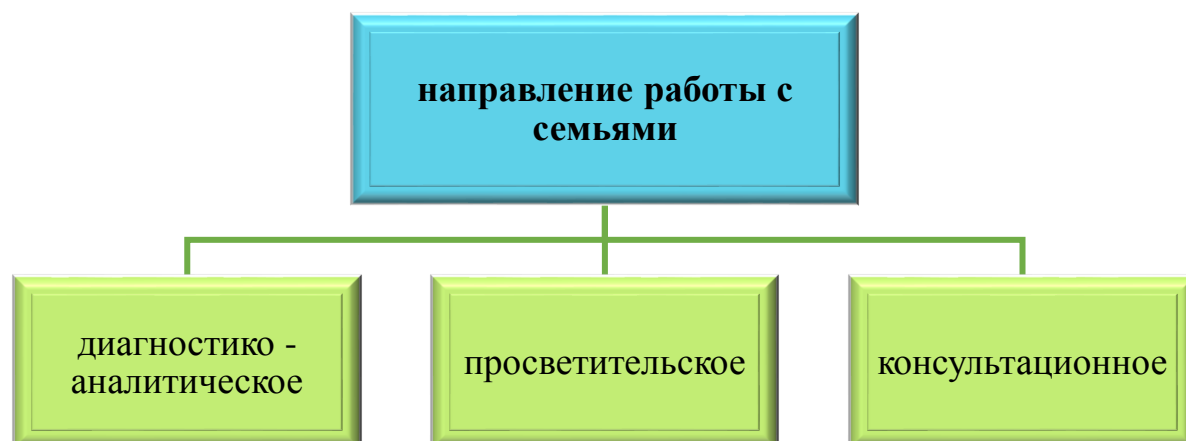 направление работы с
семьями
диагностико -
аналитическое
просветительское
консультационное